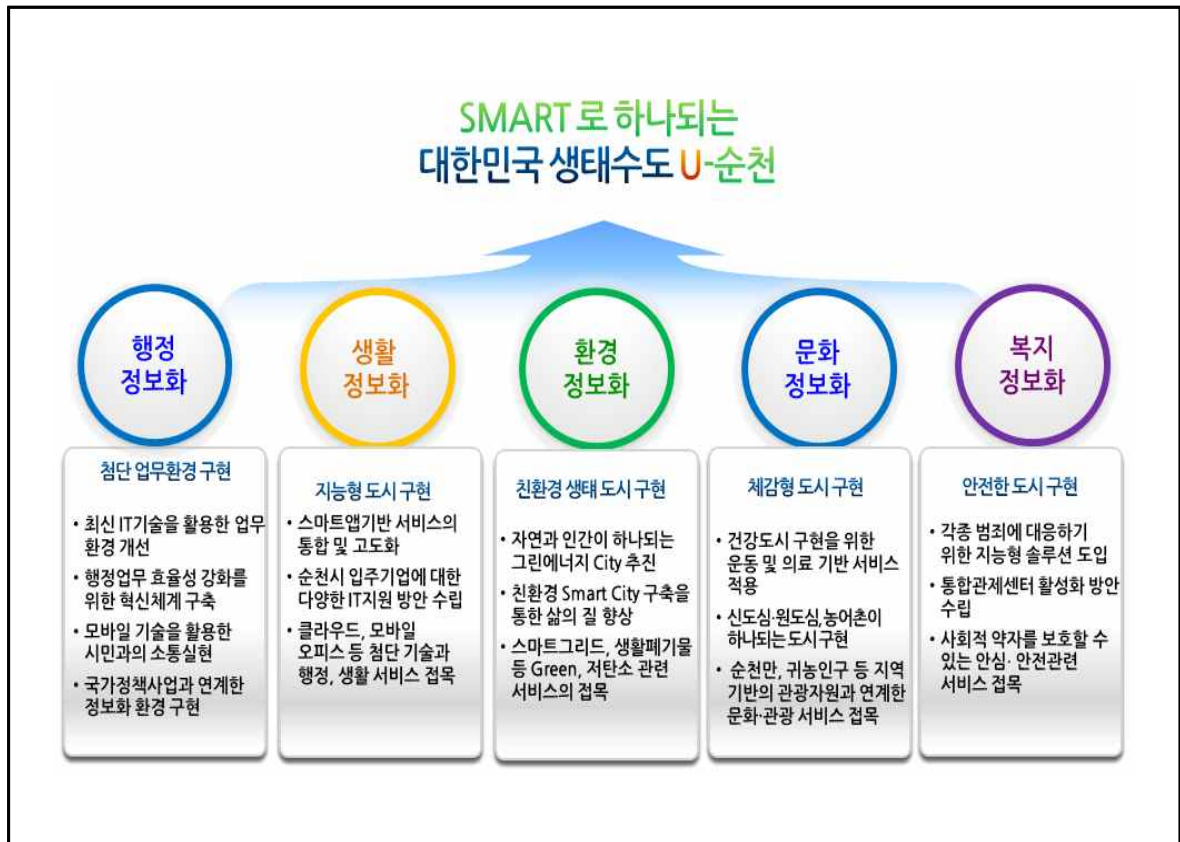 SMART 로 하나되는
대한민국 생태수도 U-순천
행정
정보화
생활
정보화
환경
정보화
문화
정보화
복지
정보화
첨단 업무환경 구현
• 최신 IT기술을 활용한 업무
환경 개선
• 행정업무 효율성 강화를
위한 혁신체계 구축
• 모바일 기술을 활용한
시민과의 소통실현
• 국가정책사업과 연계한
정보화 환경 구현
지능형 도시 구현
• 스마트앱기반 서비스의
통합 및 고도화
• 순천시 입주기업에 대한
다양한 IT지원 방안 수립
• 클라우드, 모바일
오피스 등 첨단 기술과
행정, 생활 서비스 접목
친환경 생태 도시 구현
• 자연과 인간이 하나되는
그린에너지 City 추진
• 친환경 Smart City 구축을
통한 삶의 질 향상
• 스마트그리드, 생활폐기물
등 Green, 저탄소 관련
서비스의 접목
체감형 도시 구현
• 건강도시 구현을 위한
운동 및 의료 기반 서비스
적용
• 신도심·원도심,농어촌이
하나되는 도시 구현
• 순천만, 귀농인구 등 지역
기반의 관광자원과 연계한
문화·관광 서비스 접목
안전한 도시 구현
• 각종 범죄에 대응하기
위한 지능형 솔루션 도입
• 통합관제센터 활성화 방안
수립
• 사회적 약자를 보호할 수
있는 안심· 안전관련
서비스 접목